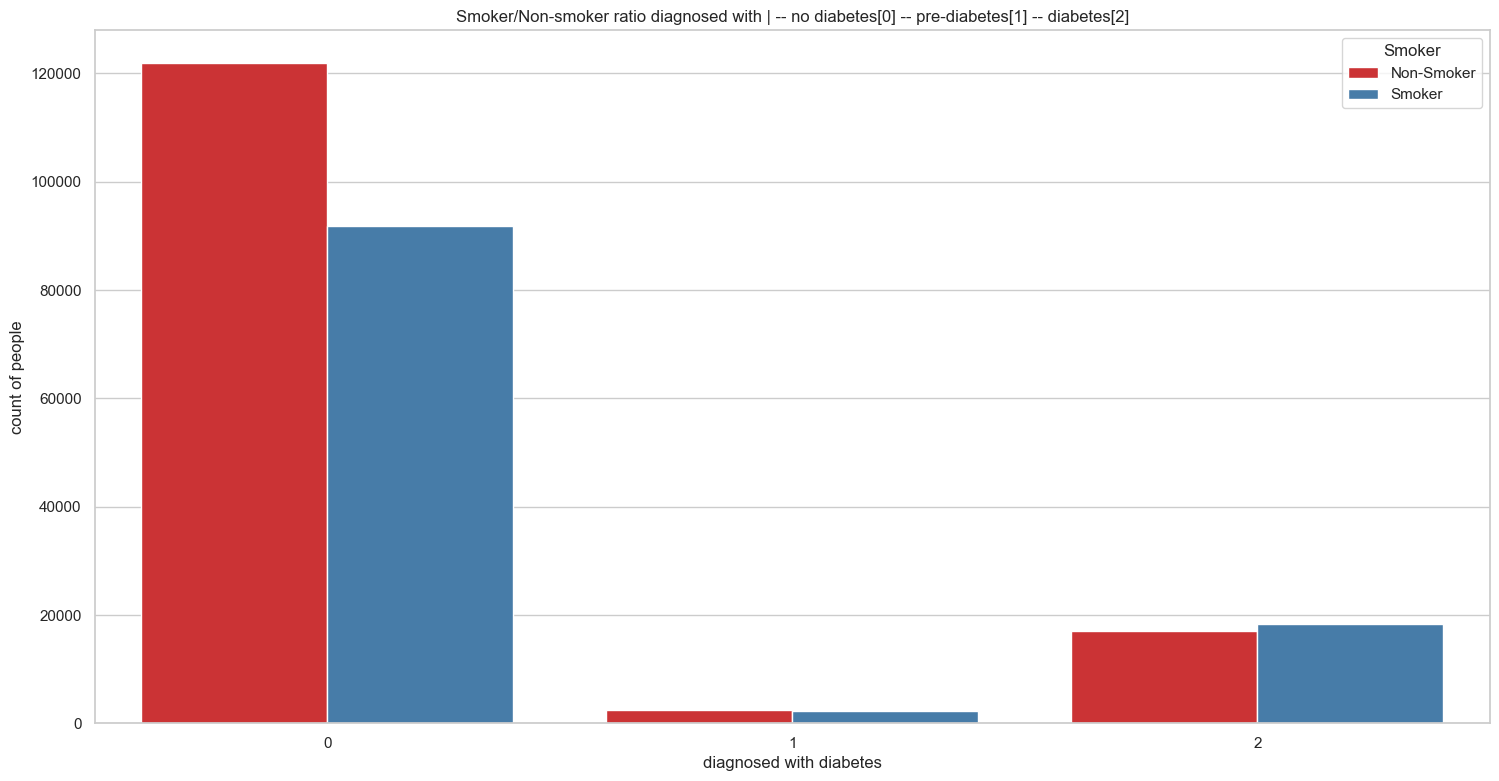 Smoker/Non-smoker ratio diagnosed with | -- no diabetes[0] -- pre-diabetes[1] -- diabetes[2]
Smoker
Non-Smoker
Smoker
120000
100000
80000
60000
40000
20000
0
count of people
0
1
2
diagnosed with diabetes